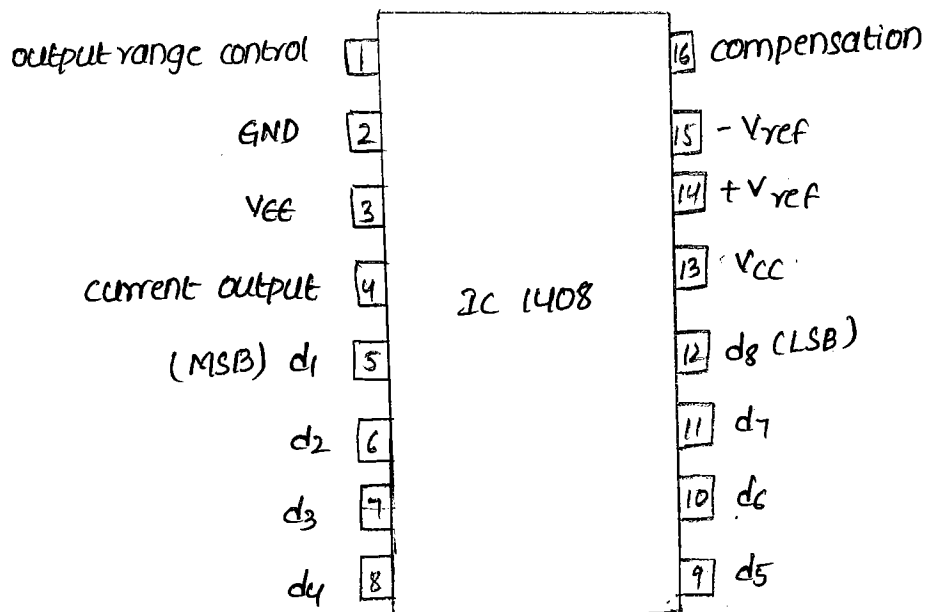 output range control 1
16 compensation
GND 2
15 - Vref
VEE 3
14 + Vref
13 VCC
current output 4
IC 1408
(MSB) d1 5
12 d8 (LSB)
d2 6
11 d7
d3 7
10 d6
d4 8
9 d5